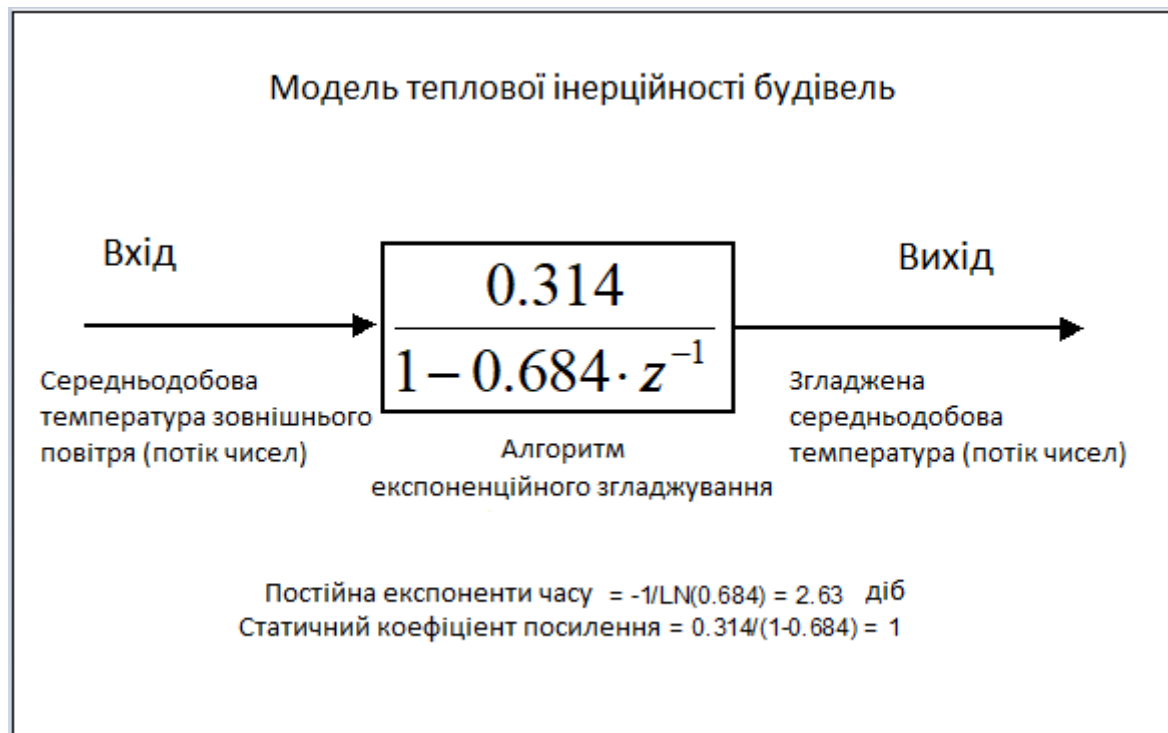 Модель теплової інерційності будівель
Вхід
Вихід
0.314
1 − 0.684 · z⁻¹
Середньодобова
температура зовнішнього
повітря (потік чисел)
Алгоритм
експоненційного згладжування
Згладжена
середньодобова
температура (потік чисел)
Постійна експоненти часу = -1/LN(0.684) = 2.63 діб
Статичний коефіцієнт посилення = 0.314/(1-0.684) = 1